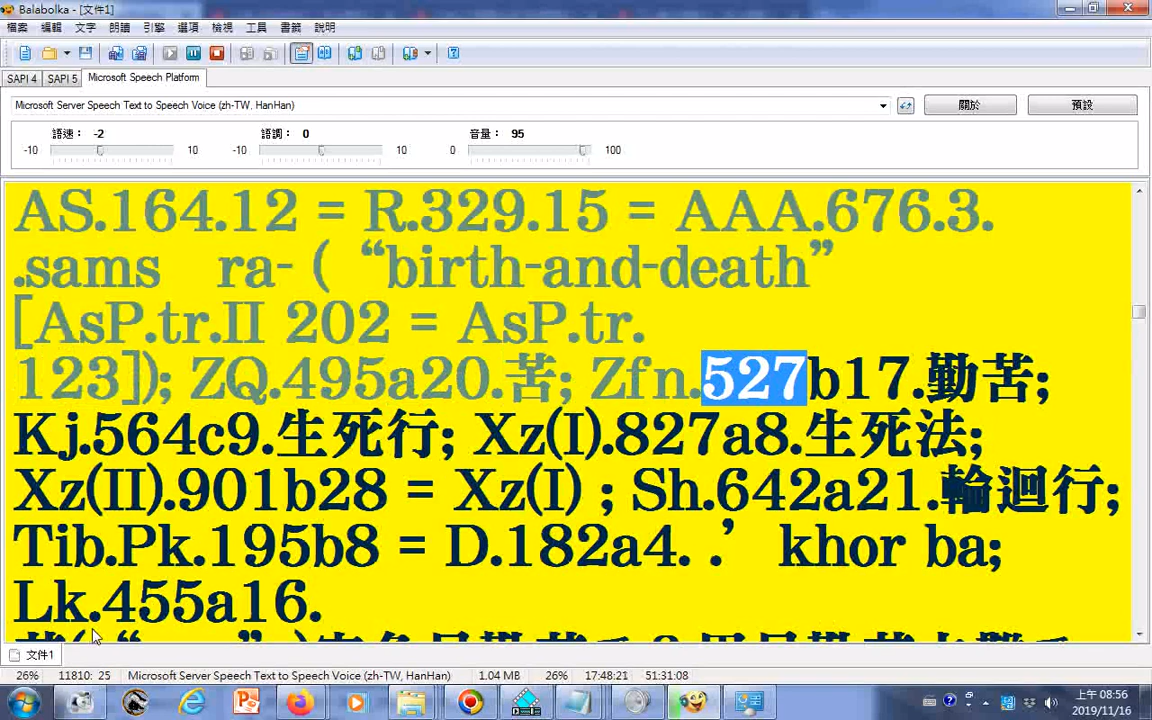 Balabolka - [文件1]
檔案 編輯 文字 朗讀 引擎 選項 檢視 工具 書籤 說明
SAPI 4 SAPI 5 Microsoft Speech Platform
Microsoft Server Speech Text to Speech Voice (zh-TW, HanHan) 關於 預設
語速： -2 語調： 0 音量： 95
-10 10 -10 10 0 100
AS.164.12 = R.329.15 = AAA.676.3.
.sams ra- (“birth-and-death”
[AsP.tr.II 202 = AsP.tr.
123]); ZQ.495a20.苦; Zfn.527b17.勤苦;
Kj.564c9.生死行; Xz(I).827a8.生死法;
Xz(II).901b28 = Xz(I) ; Sh.642a21.輪迴行;
Tib.Pk.195b8 = D.182a4. .’ khor ba;
Lk.455a16.
文件1
26% 11810: 25 Microsoft Server Speech Text to Speech Voice (zh-TW, HanHan) 1.04 MB 26% 17:48:21 51:31:08
上午 08:56
2019/11/16